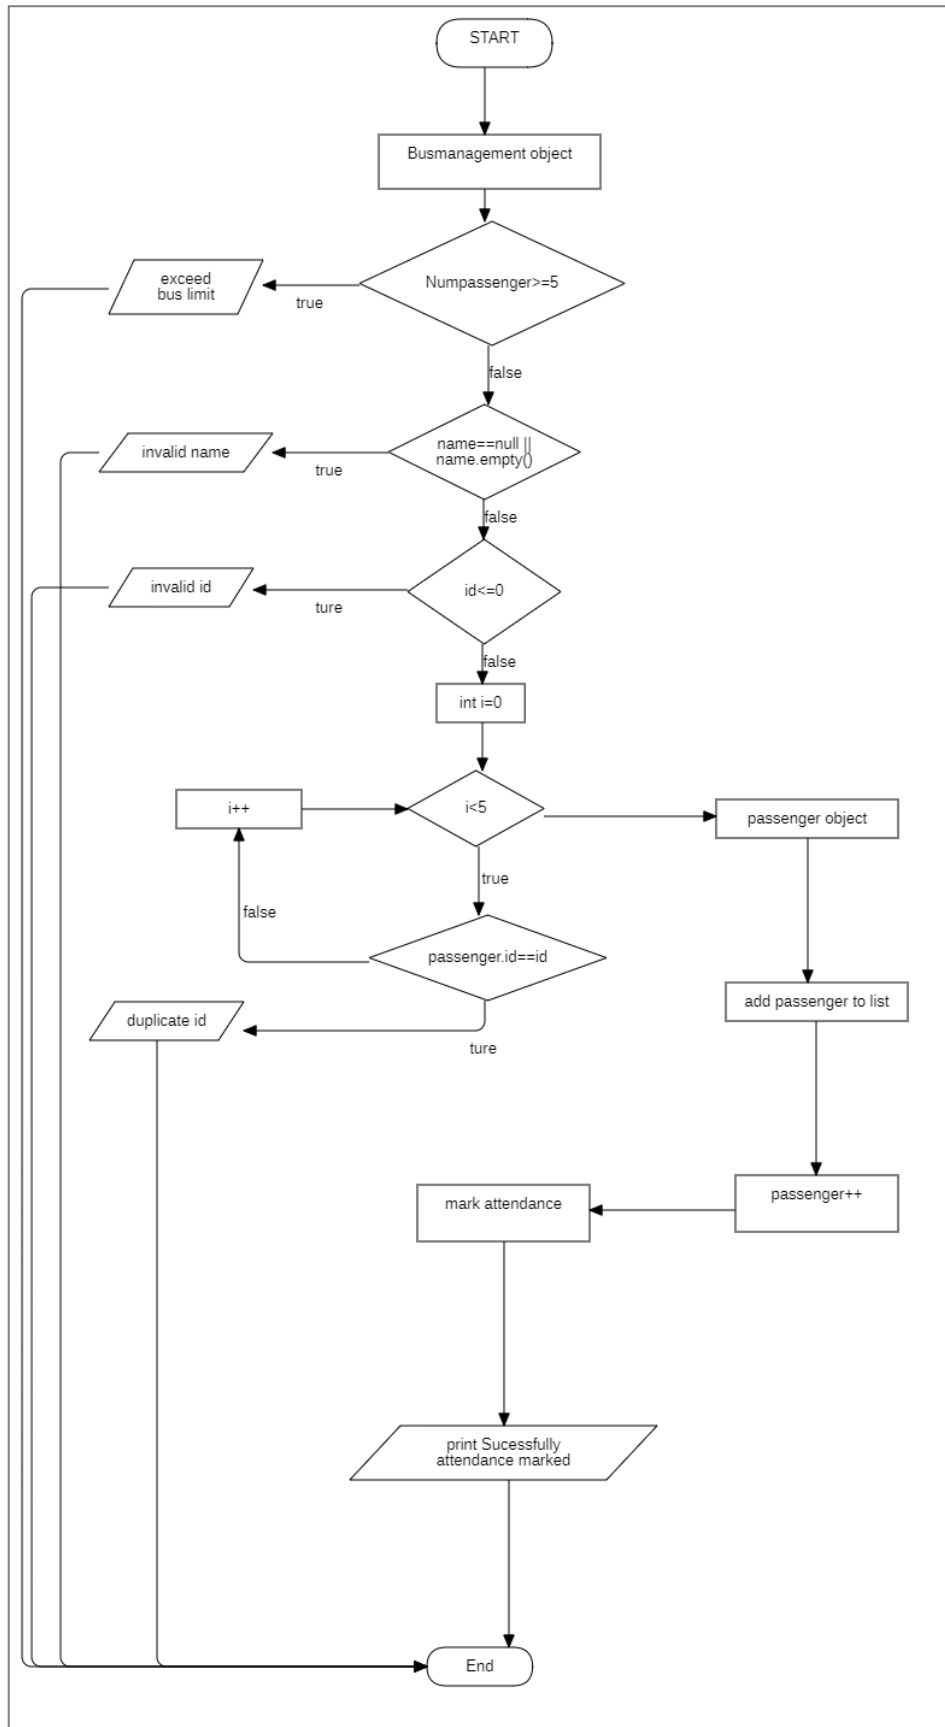 START
Busmanagement object
Numpassenger>=5
exceed
bus limit
true
false
name==null ||
name.empty()
invalid name
true
false
id<=0
invalid id
ture
false
int i=0
i++
i<5
passenger object
true
false
passenger.id==id
add passenger to list
duplicate id
ture
passenger++
mark attendance
print Sucessfully
attendance marked
End